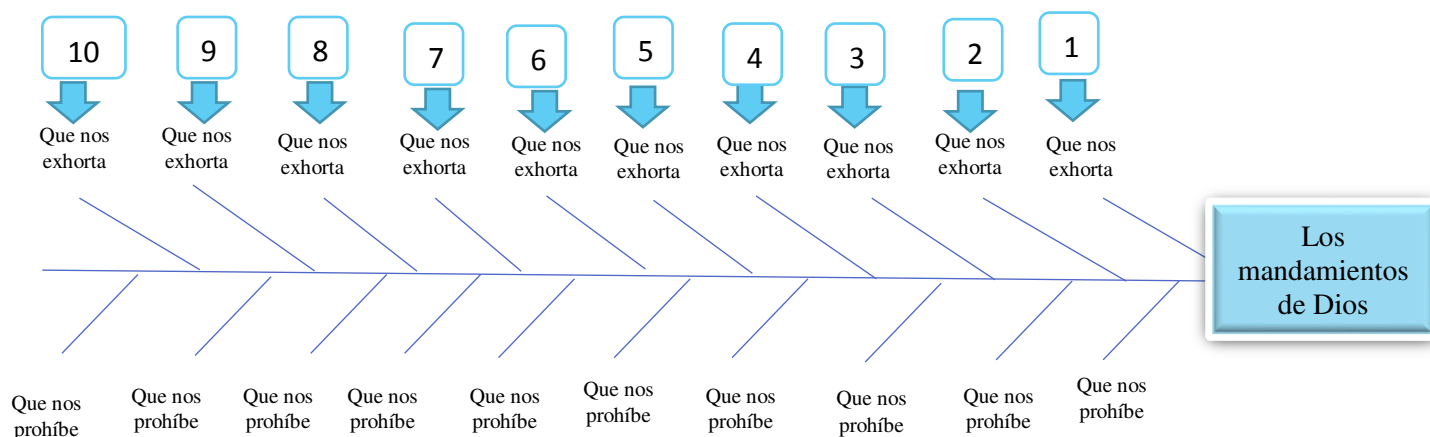 10 9 8 7 6 5 4 3 2 1
Que nos
exhorta
Que nos
exhorta
Que nos
exhorta
Que nos
exhorta
Que nos
exhorta
Que nos
exhorta
Que nos
exhorta
Que nos
exhorta
Que nos
exhorta
Que nos
exhorta
Los
mandamientos
de Dios
Que nos
prohíbe
Que nos
prohíbe
Que nos
prohíbe
Que nos
prohíbe
Que nos
prohíbe
Que nos
prohíbe
Que nos
prohíbe
Que nos
prohíbe
Que nos
prohíbe
Que nos
prohíbe